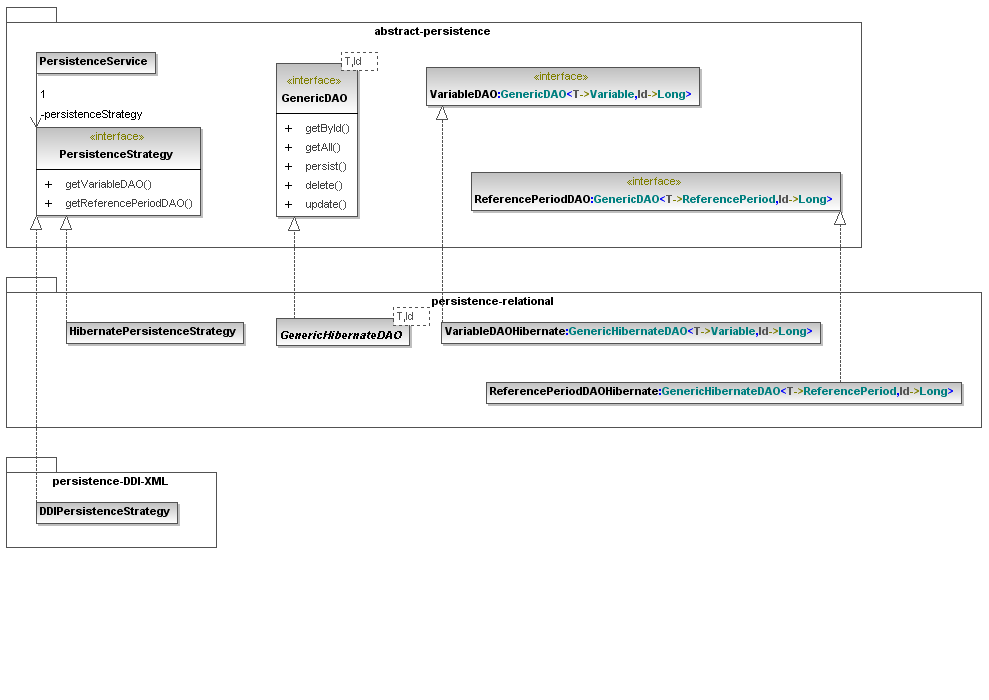 abstract-persistence
PersistenceService
1
-persistenceStrategy
«interface»
PersistenceStrategy
+ getVariableDAO()
+ getReferencePeriodDAO()
T,Id
«interface»
GenericDAO
+ getById()
+ getAll()
+ persist()
+ delete()
+ update()
«interface»
VariableDAO:GenericDAO<T->Variable,Id->Long>
«interface»
ReferencePeriodDAO:GenericDAO<T->ReferencePeriod,Id->Long>
persistence-relational
HibernatePersistenceStrategy
T,Id
GenericHibernateDAO
VariableDAOHibernate:GenericHibernateDAO<T->Variable,Id->Long>
ReferencePeriodDAOHibernate:GenericHibernateDAO<T->ReferencePeriod,Id->Long>
persistence-DDI-XML
DDIPersistenceStrategy